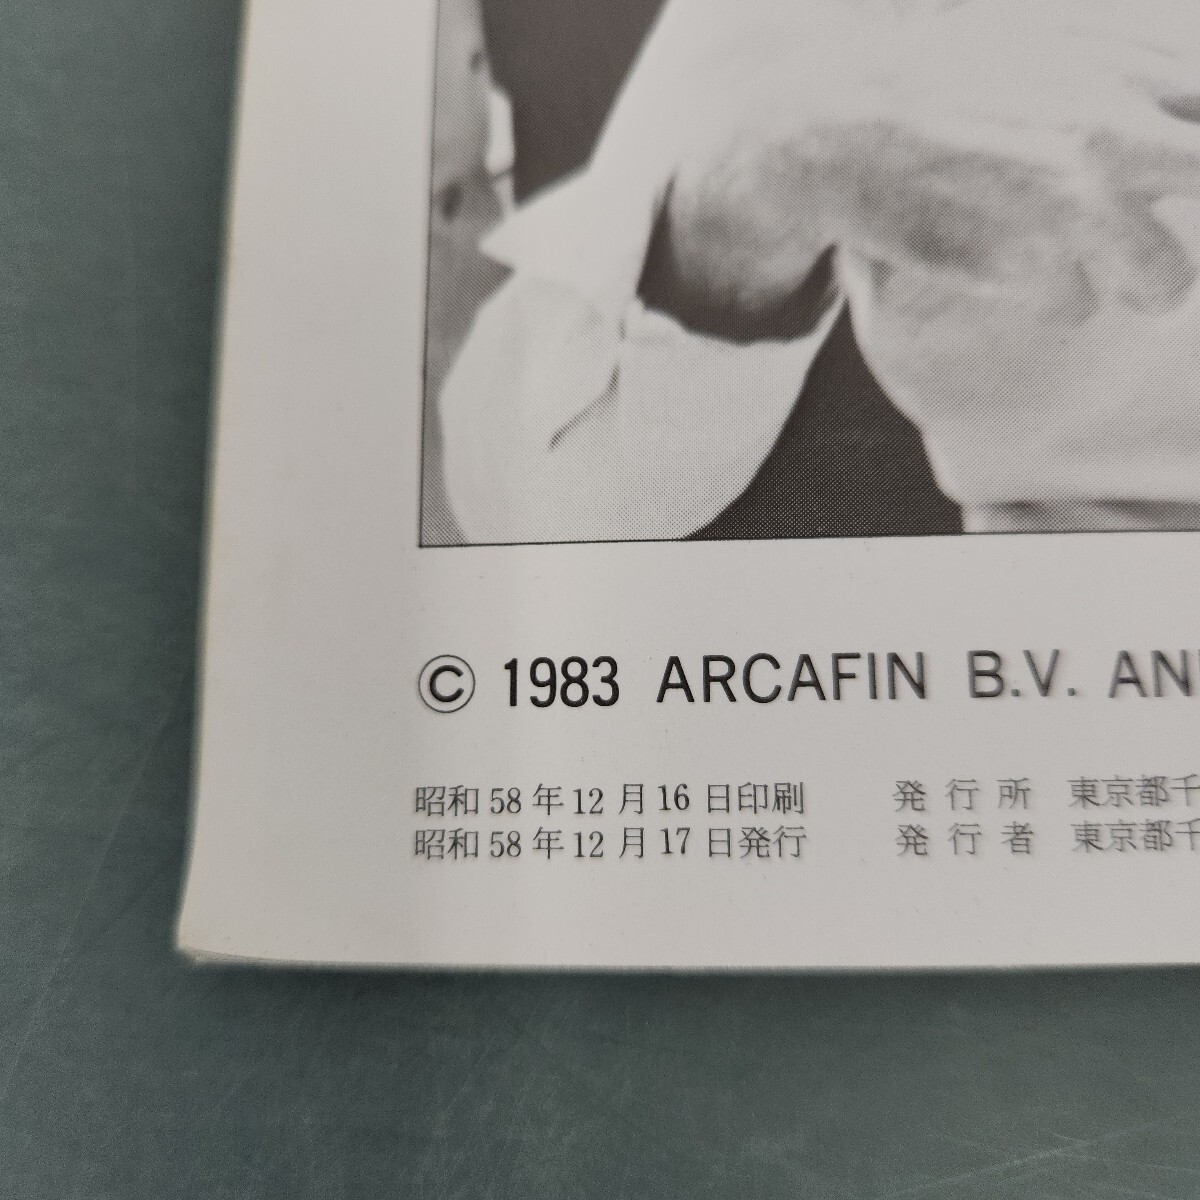 © 1983 ARCAFIN B.V. AN
昭和58年12月16日印刷 発行所 東京都千
昭和58年12月17日発行 発行者 東京都千